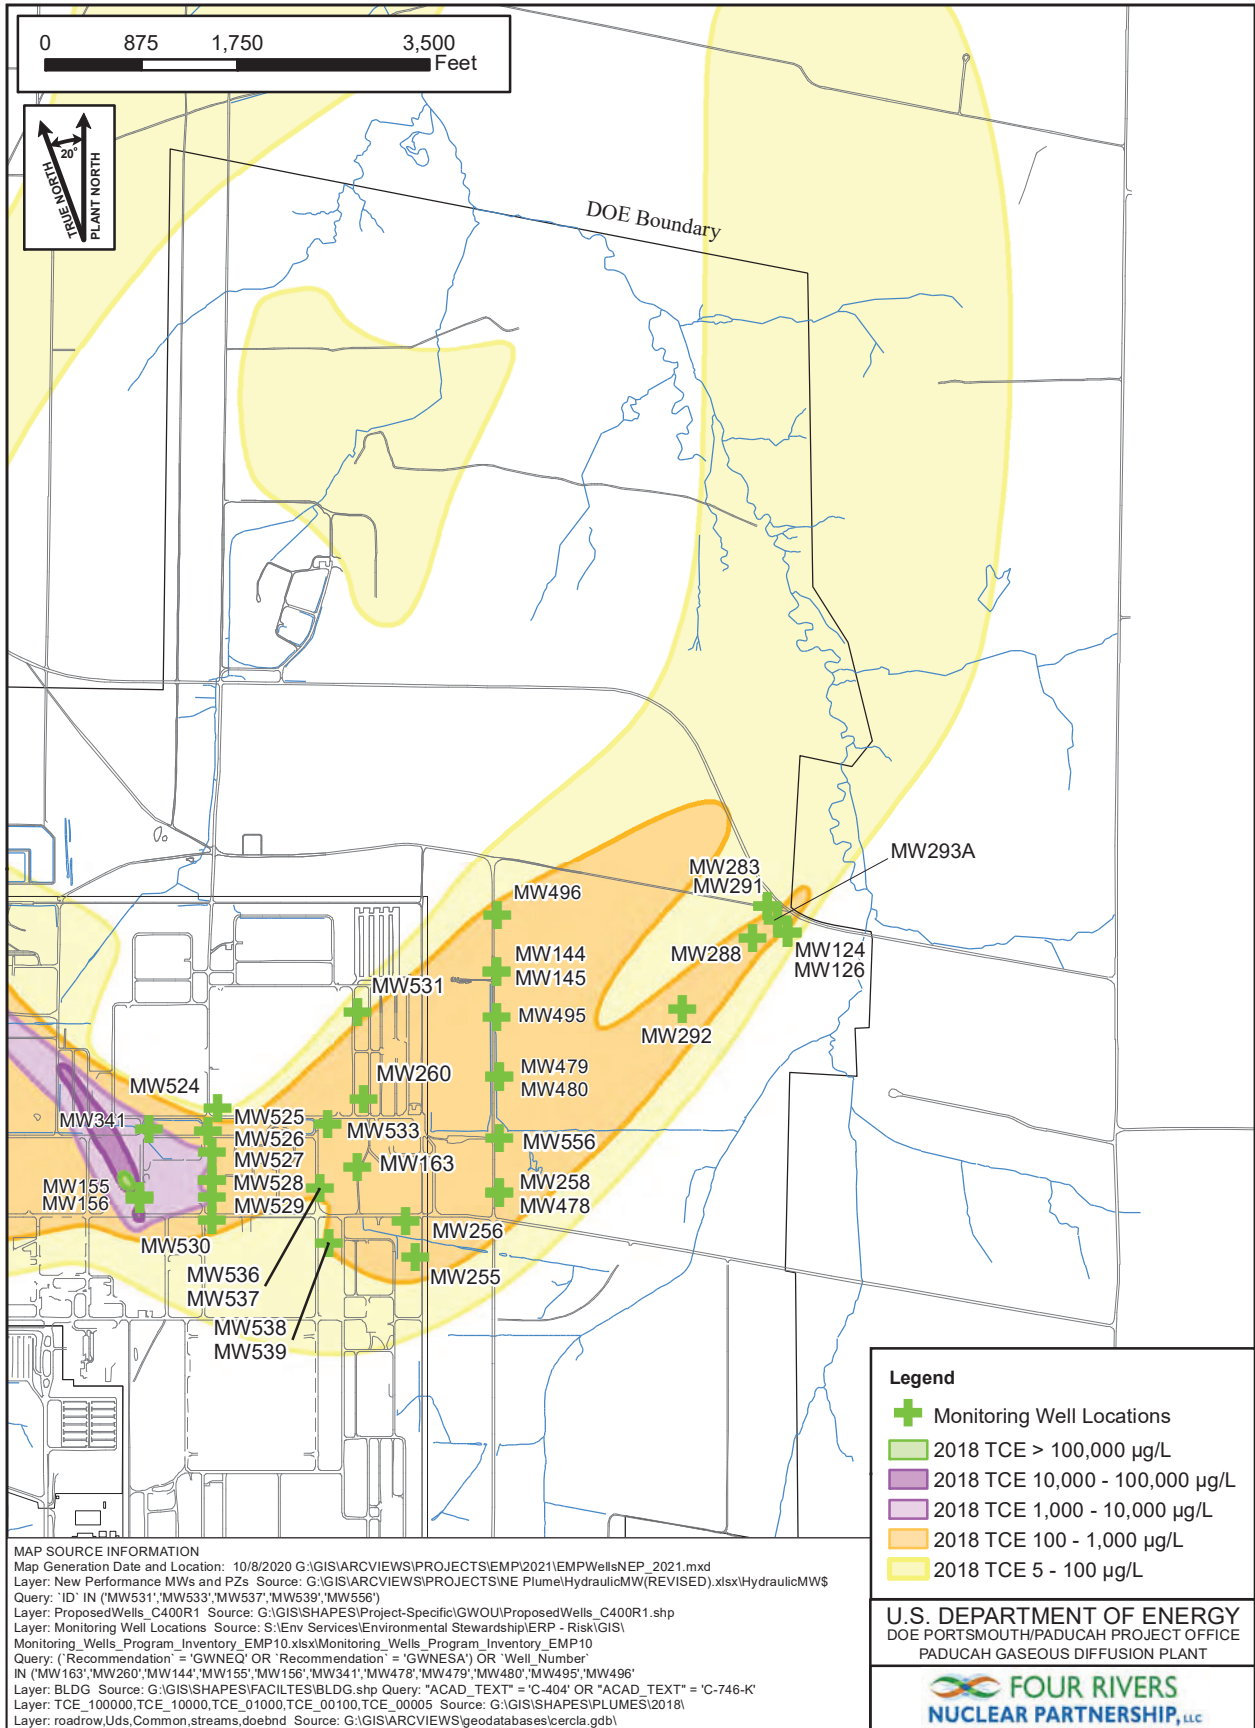 0 875 1,750 3,500
Feet
20°
TRUE NORTH
PLANT NORTH
DOE Boundary
MW293A
MW283
MW291
MW496
MW288
MW124
MW126
MW144
MW145
MW531
MW495
MW292
MW479
MW480
MW260
MW524
MW525
MW341
MW533
MW526
MW556
MW527
MW163
MW155
MW528
MW258
MW156
MW529
MW478
MW256
MW530
MW255
MW536
MW537
MW538
MW539
Legend
Monitoring Well Locations
2018 TCE > 100,000 µg/L
2018 TCE 10,000 - 100,000 µg/L
2018 TCE 1,000 - 10,000 µg/L
2018 TCE 100 - 1,000 µg/L
2018 TCE 5 - 100 µg/L
MAP SOURCE INFORMATION
Map Generation Date and Location: 10/8/2020 G:\GIS\ARCVIEWS\PROJECTS\EMP\2021\EMPWellsNEP_2021.mxd
Layer: New Performance MWs and PZs Source: G:\GIS\ARCVIEWS\PROJECTS\NE Plume\HydraulicMW(REVISED).xlsx\HydraulicMW$
Query: `ID` IN ('MW531','MW533','MW537','MW539','MW556')
Layer: ProposedWells_C400R1 Source: G:\GIS\SHAPES\Project-Specific\GWOU\ProposedWells_C400R1.shp
Layer: Monitoring Well Locations Source: S:\Env Services\Environmental Stewardship\ERP - Risk\GIS\
Monitoring_Wells_Program_Inventory_EMP10.xlsx\Monitoring_Wells_Program_Inventory_EMP10
Query: (`Recommendation` = 'GWNEQ' OR `Recommendation` = 'GWNESA') OR `Well_Number`
IN ('MW163','MW260','MW144','MW155','MW156','MW341','MW478','MW479','MW480','MW495','MW496'
Layer: BLDG Source: G:\GIS\SHAPES\FACILTES\BLDG.shp Query: "ACAD_TEXT" = 'C-404' OR "ACAD_TEXT" = 'C-746-K'
Layer: TCE_100000,TCE_10000,TCE_01000,TCE_00100,TCE_00005 Source: G:\GIS\SHAPES\PLUMES\2018\
Layer: roadrow,Uds,Common,streams,doebnd Source: G:\GIS\ARCVIEWS\geodatabases\cercla.gdb\
U.S. DEPARTMENT OF ENERGY
DOE PORTSMOUTH/PADUCAH PROJECT OFFICE
PADUCAH GASEOUS DIFFUSION PLANT
FOUR RIVERS
NUCLEAR PARTNERSHIP, LLC